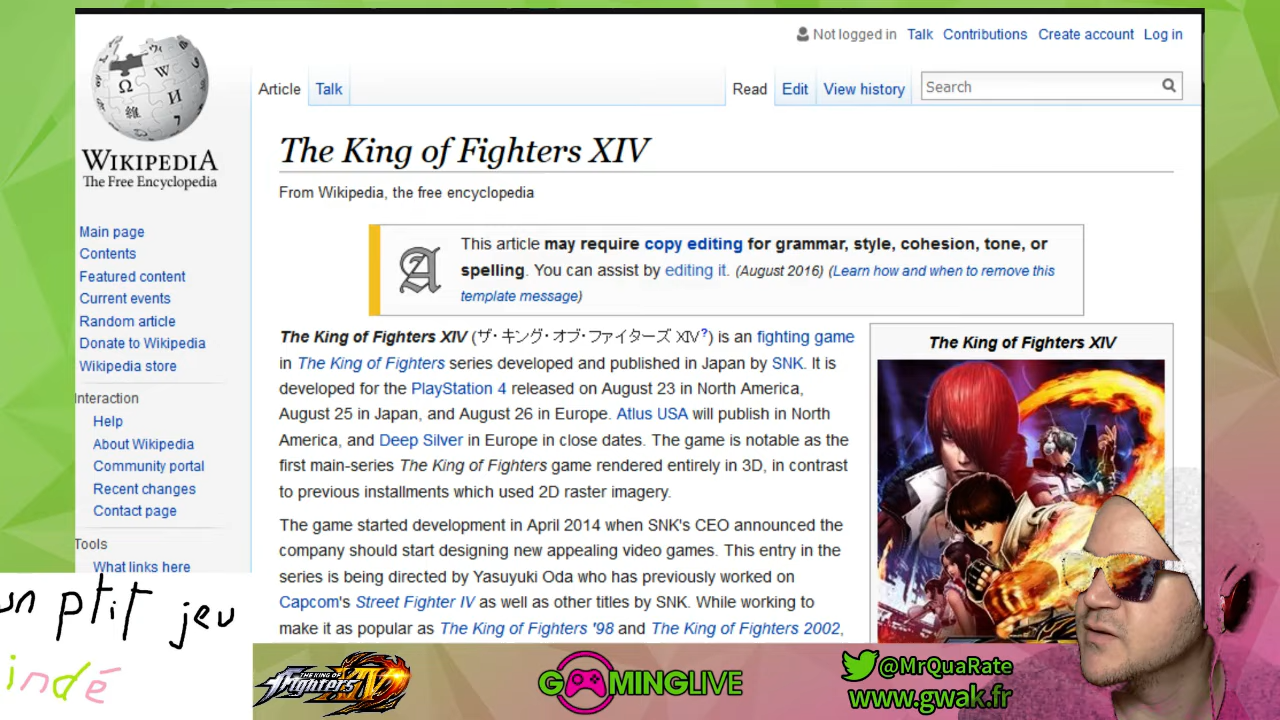 Not logged in Talk Contributions Create account Log in
Article Talk Read Edit View history Search
WIKIPEDIA
The Free Encyclopedia
Main page
Contents
Featured content
Current events
Random article
Donate to Wikipedia
Wikipedia store
Interaction
Help
About Wikipedia
Community portal
Recent changes
Contact page
Tools
What links here
The King of Fighters XIV
From Wikipedia, the free encyclopedia
This article may require copy editing for grammar, style, cohesion, tone, or
spelling. You can assist by editing it. (August 2016) (Learn how and when to remove this
template message)
The King of Fighters XIV (ザ・キング・オブ・ファイターズ XIV?) is an fighting game
in The King of Fighters series developed and published in Japan by SNK. It is
developed for the PlayStation 4 released on August 23 in North America,
August 25 in Japan, and August 26 in Europe. Atlus USA will publish in North
America, and Deep Silver in Europe in close dates. The game is notable as the
first main-series The King of Fighters game rendered entirely in 3D, in contrast
to previous installments which used 2D raster imagery.
The game started development in April 2014 when SNK's CEO announced the
company should start designing new appealing video games. This entry in the
series is being directed by Yasuyuki Oda who has previously worked on
Capcom's Street Fighter IV as well as other titles by SNK. While working to
make it as popular as The King of Fighters '98 and The King of Fighters 2002,
The King of Fighters XIV
un ptit jeu
indé
THE KING OF
Fighters XIV
GAMINGLIVE
@MrQuaRate
www.gwak.fr